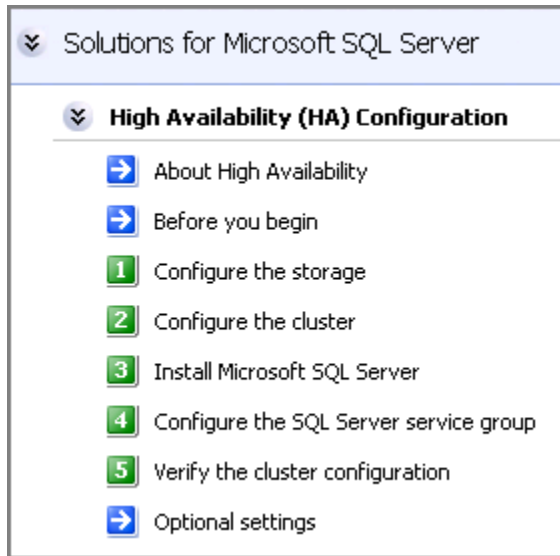 Solutions for Microsoft SQL Server
High Availability (HA) Configuration
About High Availability
Before you begin
1 Configure the storage
2 Configure the cluster
3 Install Microsoft SQL Server
4 Configure the SQL Server service group
5 Verify the cluster configuration
Optional settings